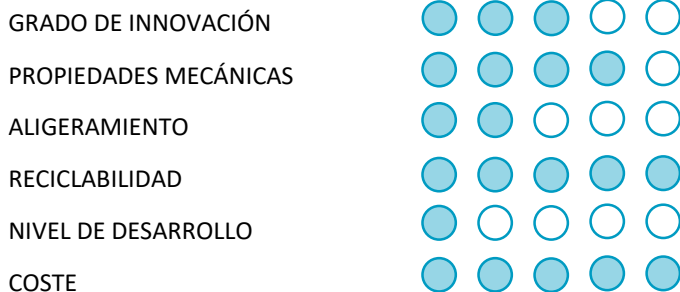 GRADO DE INNOVACIÓN
PROPIEDADES MECÁNICAS
ALIGERAMIENTO
RECICLABILIDAD
NIVEL DE DESARROLLO
COSTE